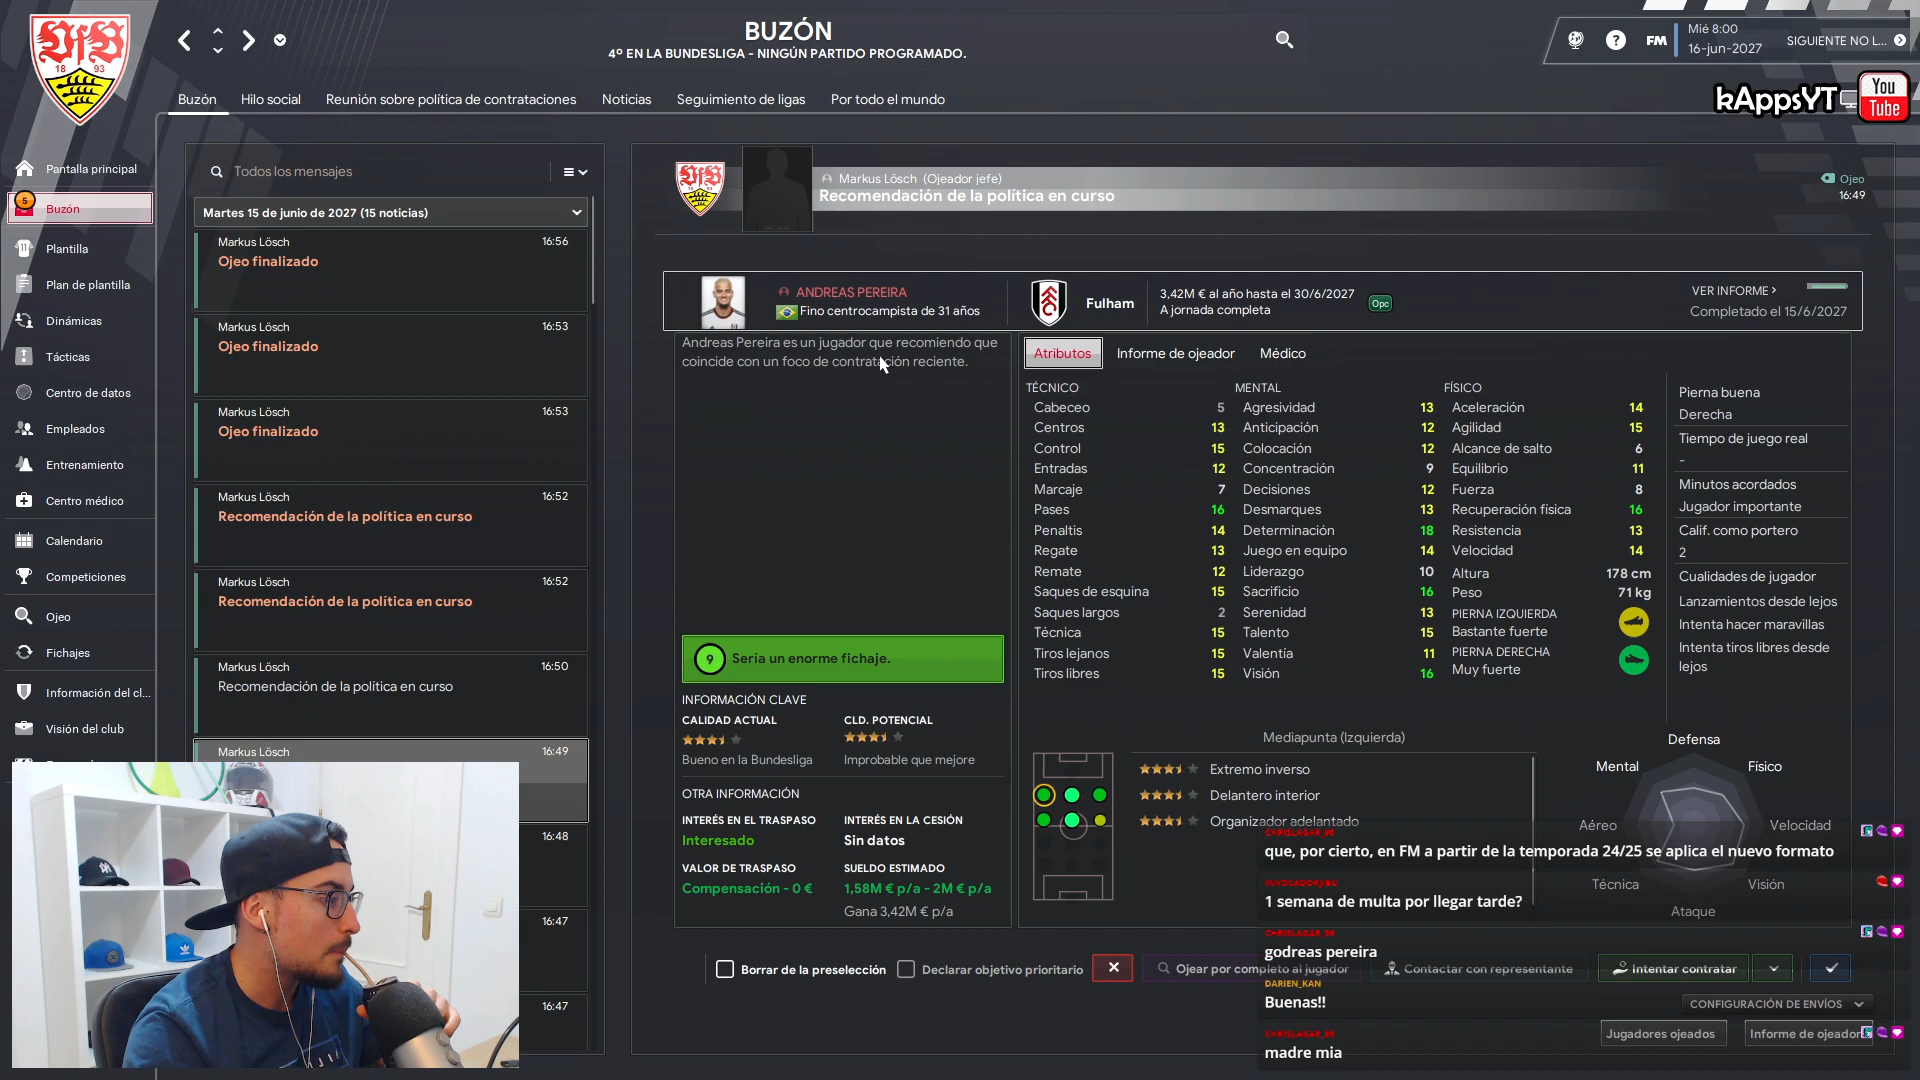 BUZÓN
4º EN LA BUNDESLIGA - NINGÚN PARTIDO PROGRAMADO.
FM
Mié 8:00
16-jun-2027
SIGUIENTE NO L...
18 93
Buzón
Hilo social
Reunión sobre política de contrataciones
Noticias
Seguimiento de ligas
Por todo el mundo
kAppsYT
You
Tube
Pantalla principal
5
Buzón
Plantilla
Plan de plantilla
Dinámicas
Tácticas
Centro de datos
Empleados
Entrenamiento
Centro médico
Calendario
Competiciones
Ojeo
Fichajes
Información del cl...
Visión del club
Todos los mensajes
Martes 15 de junio de 2027 (15 noticias)
Markus Lösch 16:56
Ojeo finalizado
Markus Lösch 16:53
Ojeo finalizado
Markus Lösch 16:53
Ojeo finalizado
Markus Lösch 16:52
Recomendación de la política en curso
Markus Lösch 16:52
Recomendación de la política en curso
Markus Lösch 16:50
Recomendación de la política en curso
Markus Lösch 16:49
16:48
16:47
16:47
Markus Lösch (Ojeador jefe)
Recomendación de la política en curso
Ojeo
16:49
ANDREAS PEREIRA
Fino centrocampista de 31 años
Fulham
3,42M € al año hasta el 30/6/2027
A jornada completa
Opc
VER INFORME >
Completado el 15/6/2027
Andreas Pereira es un jugador que recomiendo que
coincide con un foco de contratación reciente.
9 Sería un enorme fichaje.
INFORMACIÓN CLAVE
CALIDAD ACTUAL CLD. POTENCIAL
Bueno en la Bundesliga Improbable que mejore
OTRA INFORMACIÓN
INTERÉS EN EL TRASPASO INTERÉS EN LA CESIÓN
Interesado Sin datos
VALOR DE TRASPASO SUELDO ESTIMADO
Compensación - 0 € 1,58M € p/a - 2M € p/a
Gana 3,42M € p/a
Atributos Informe de ojeador Médico
TÉCNICO MENTAL FÍSICO
Cabeceo 5 Agresividad 13 Aceleración 14
Centros 13 Anticipación 12 Agilidad 15
Control 15 Colocación 12 Alcance de salto 6
Entradas 12 Concentración 9 Equilibrio 11
Marcaje 7 Decisiones 12 Fuerza 8
Pases 16 Desmarques 13 Recuperación física 16
Penaltis 14 Determinación 18 Resistencia 13
Regate 13 Juego en equipo 14 Velocidad 14
Remate 12 Liderazgo 10 Altura 178 cm
Saques de esquina 15 Sacrificio 16 Peso 71 kg
Saques largos 2 Serenidad 13 PIERNA IZQUIERDA
Técnica 15 Talento 15 Bastante fuerte
Tiros lejanos 15 Valentía 11 PIERNA DERECHA
Tiros libres 15 Visión 16 Muy fuerte
Pierna buena
Derecha
Tiempo de juego real
-
Minutos acordados
Jugador importante
Calif. como portero
2
Cualidades de jugador
Lanzamientos desde lejos
Intenta hacer maravillas
Intenta tiros libres desde
lejos
Mediapunta (Izquierda)
Extremo inverso
Delantero interior
Organizador adelantado
Defensa
Mental Físico
Aéreo Velocidad
Técnica Visión
Ataque
que, por cierto, en FM a partir de la temporada 24/25 se aplica el nuevo formato
1 semana de multa por llegar tarde?
godreas pereira
DARIEN_KAN
Buenas!!
madre mia
Borrar de la preselección
Declarar objetivo prioritario
Ojear por completo al jugador
Contactar con representante
Intentar contratar
CONFIGURACIÓN DE ENVÍOS
Jugadores ojeados
Informe de ojeador